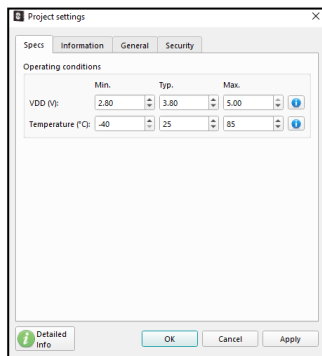 Project settings
Specs Information General Security
Operating conditions
Min. Typ. Max.
VDD (V): 2.80 3.80 5.00
Temperature (°C): -40 25 85
Detailed
Info
OK Cancel Apply